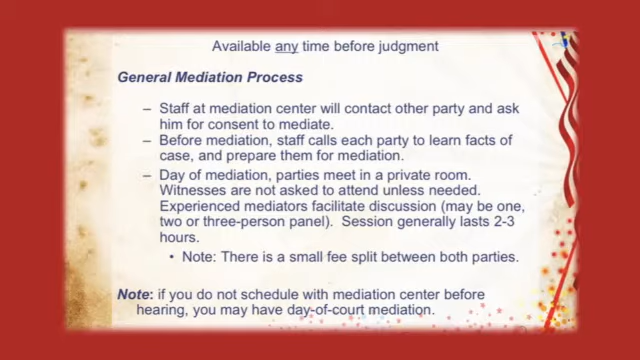 Available any time before judgment
General Mediation Process
– Staff at mediation center will contact other party and ask
him for consent to mediate.
– Before mediation, staff calls each party to learn facts of
case, and prepare them for mediation.
– Day of mediation, parties meet in a private room.
Witnesses are not asked to attend unless needed.
Experienced mediators facilitate discussion (may be one,
two or three-person panel).  Session generally lasts 2-3
hours.
• Note: There is a small fee split between both parties.
Note: if you do not schedule with mediation center before
hearing, you may have day-of-court mediation.